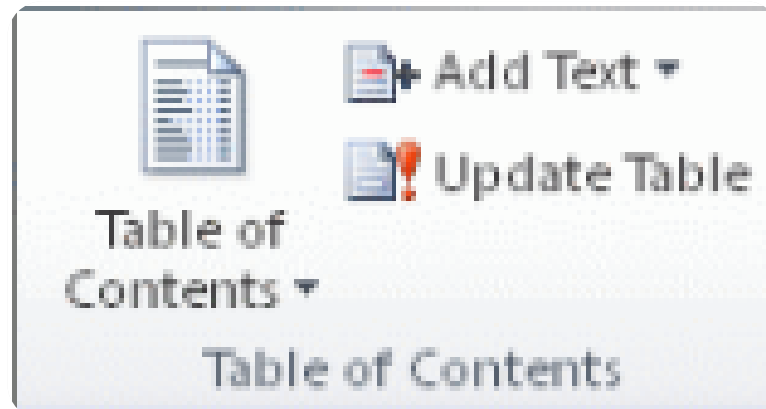 Table of
Contents
Add Text
Update Table
Table of Contents